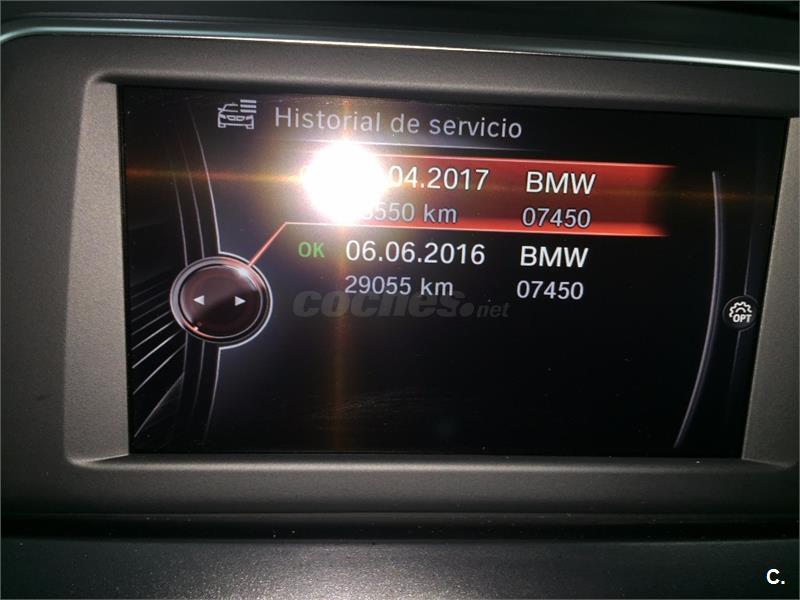 Historial de servicio
04.2017 BMW
550 km 07450
OK 06.06.2016 BMW
29055 km 07450
coches.net
OPT
C.